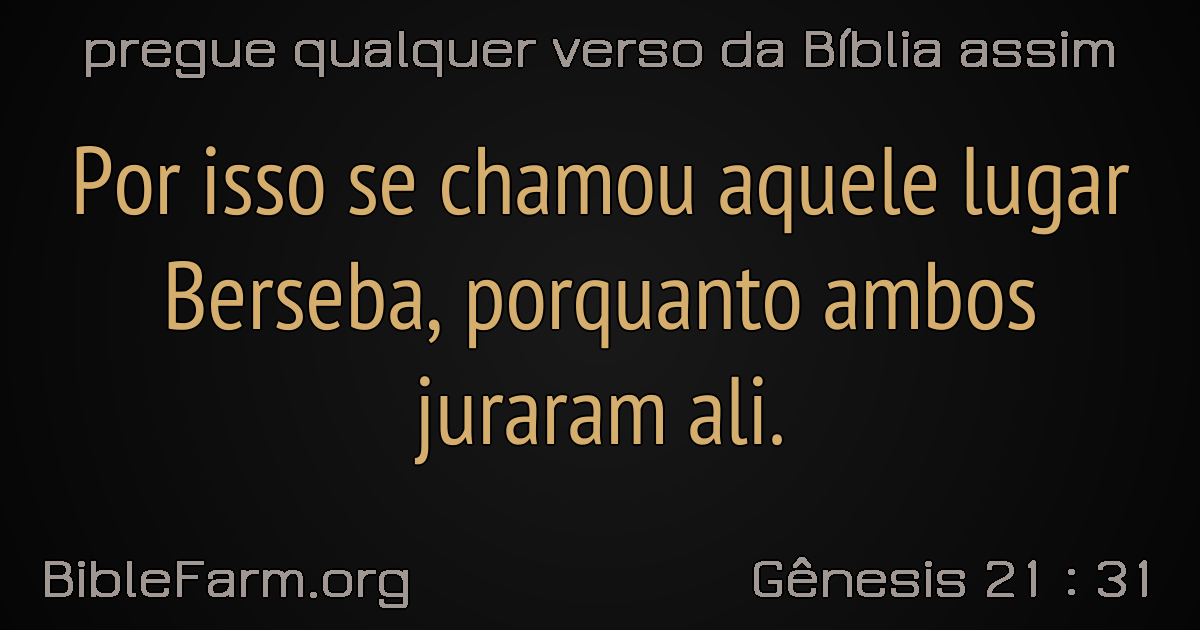 pregue qualquer verso da Bíblia assim
Por isso se chamou aquele lugar
Berseba, porquanto ambos
juraram ali.
BibleFarm.org
Gênesis 21 : 31